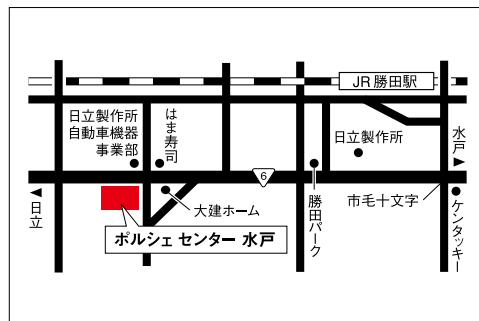 JR 勝田駅
日立製作所
自動車機器
事業部
はま寿司
日立製作所
水戸
6
日立
大建ホーム
勝田パーク
市毛十文字
ケンタッキー
ポルシェ センター 水戸